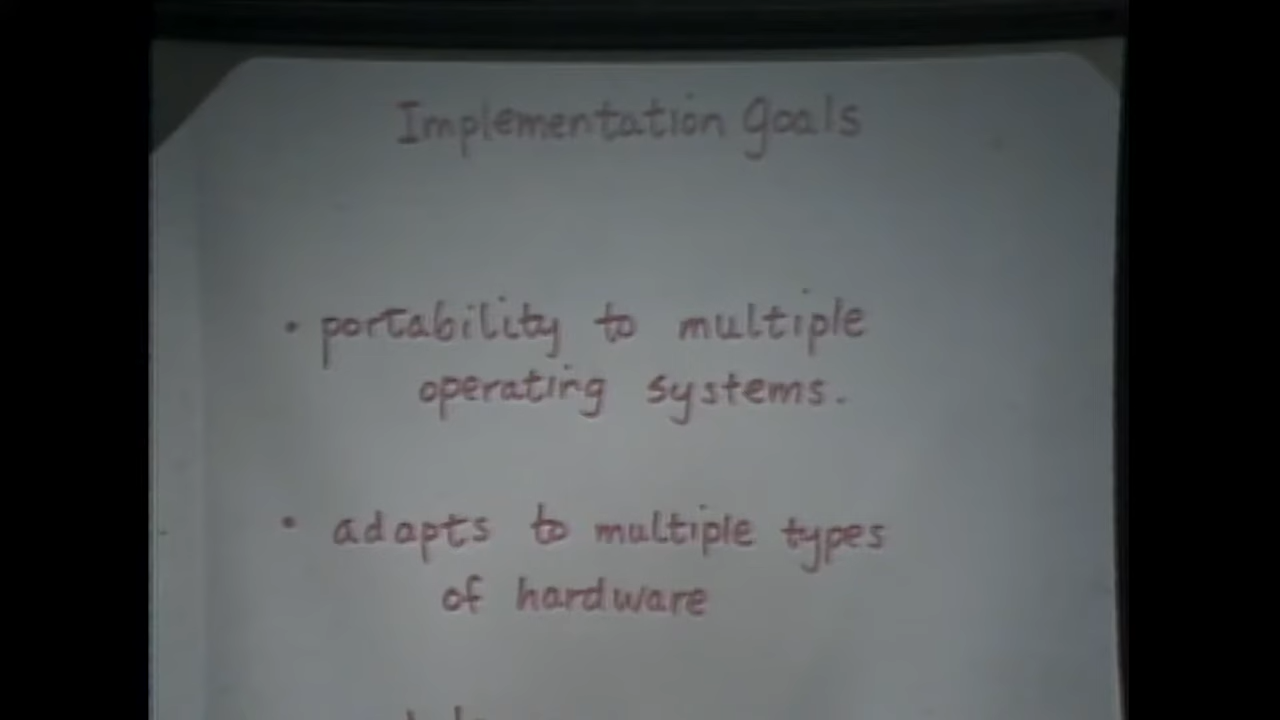 Implementation goals
• portability to multiple
operating systems.
• adapts to multiple types
of hardware